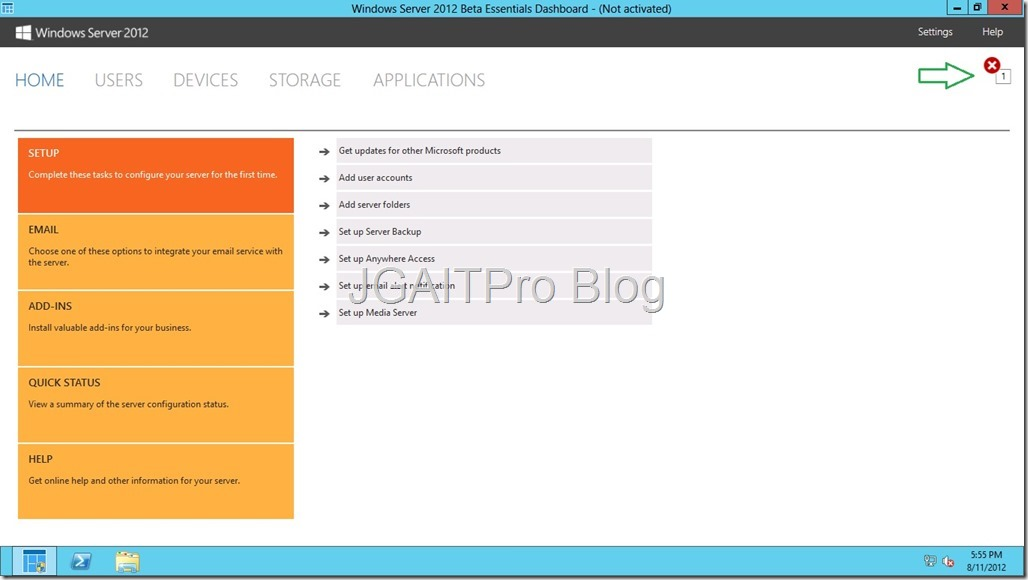 Windows Server 2012 Beta Essentials Dashboard - (Not activated)
Windows Server 2012
Settings
Help
HOME
USERS
DEVICES
STORAGE
APPLICATIONS
1
SETUP
Complete these tasks to configure your server for the first time.
EMAIL
Choose one of these options to integrate your email service with
the server.
ADD-INS
Install valuable add-ins for your business.
QUICK STATUS
View a summary of the server configuration status.
HELP
Get online help and other information for your server.
Get updates for other Microsoft products
Add user accounts
Add server folders
Set up Server Backup
Set up Anywhere Access
Set up email alert notification
Set up Media Server
JGAITPro Blog
5:55 PM
8/11/2012